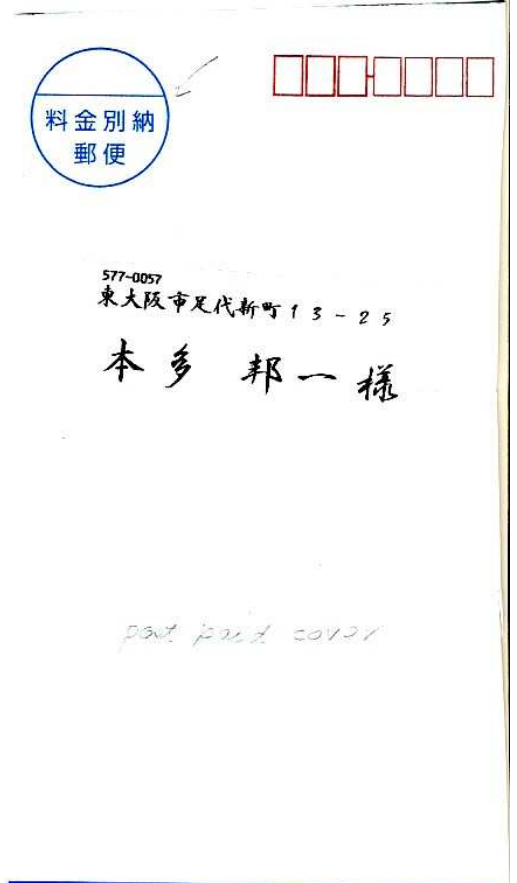 料金別納
郵便
577-0057
東大阪市足代新町13-25
本多 邦一 様
post paid cover